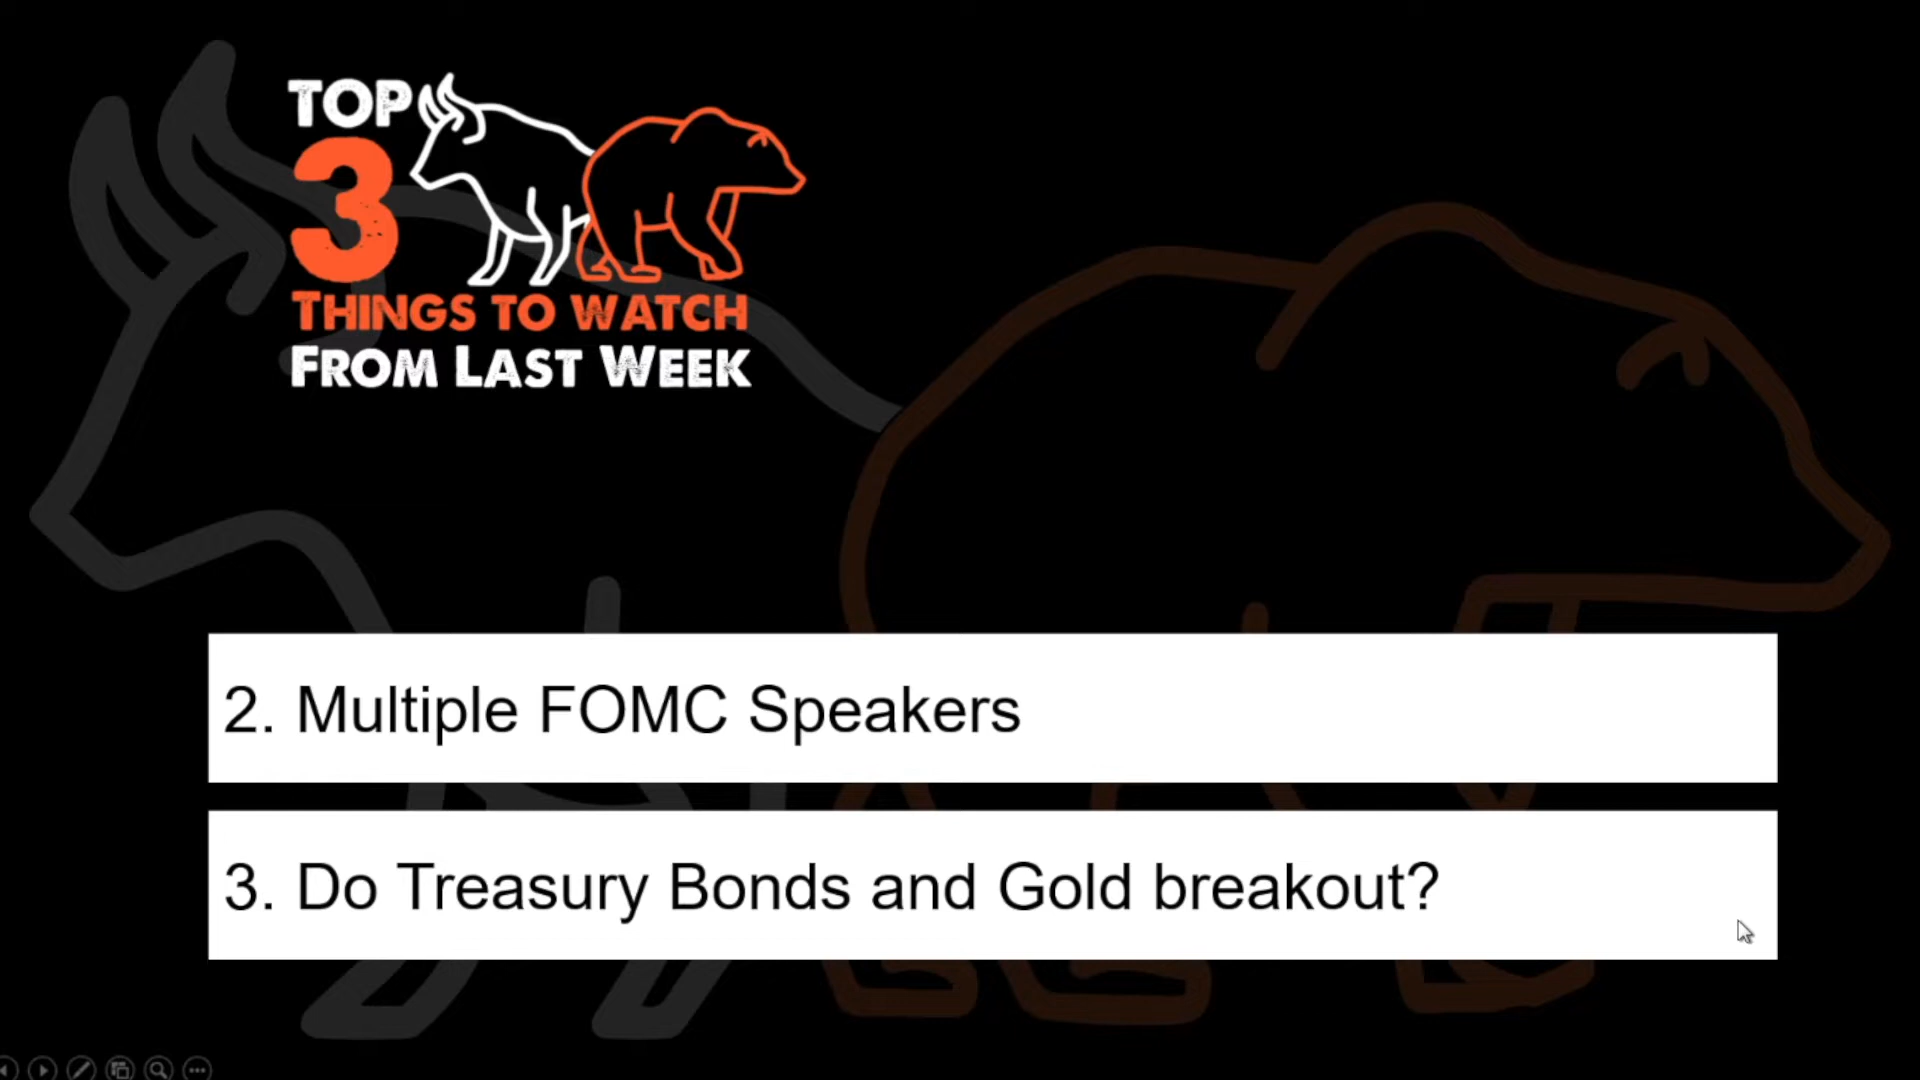 TOP
3
THINGS TO WATCH
FROM LAST WEEK
2. Multiple FOMC Speakers
3. Do Treasury Bonds and Gold breakout?